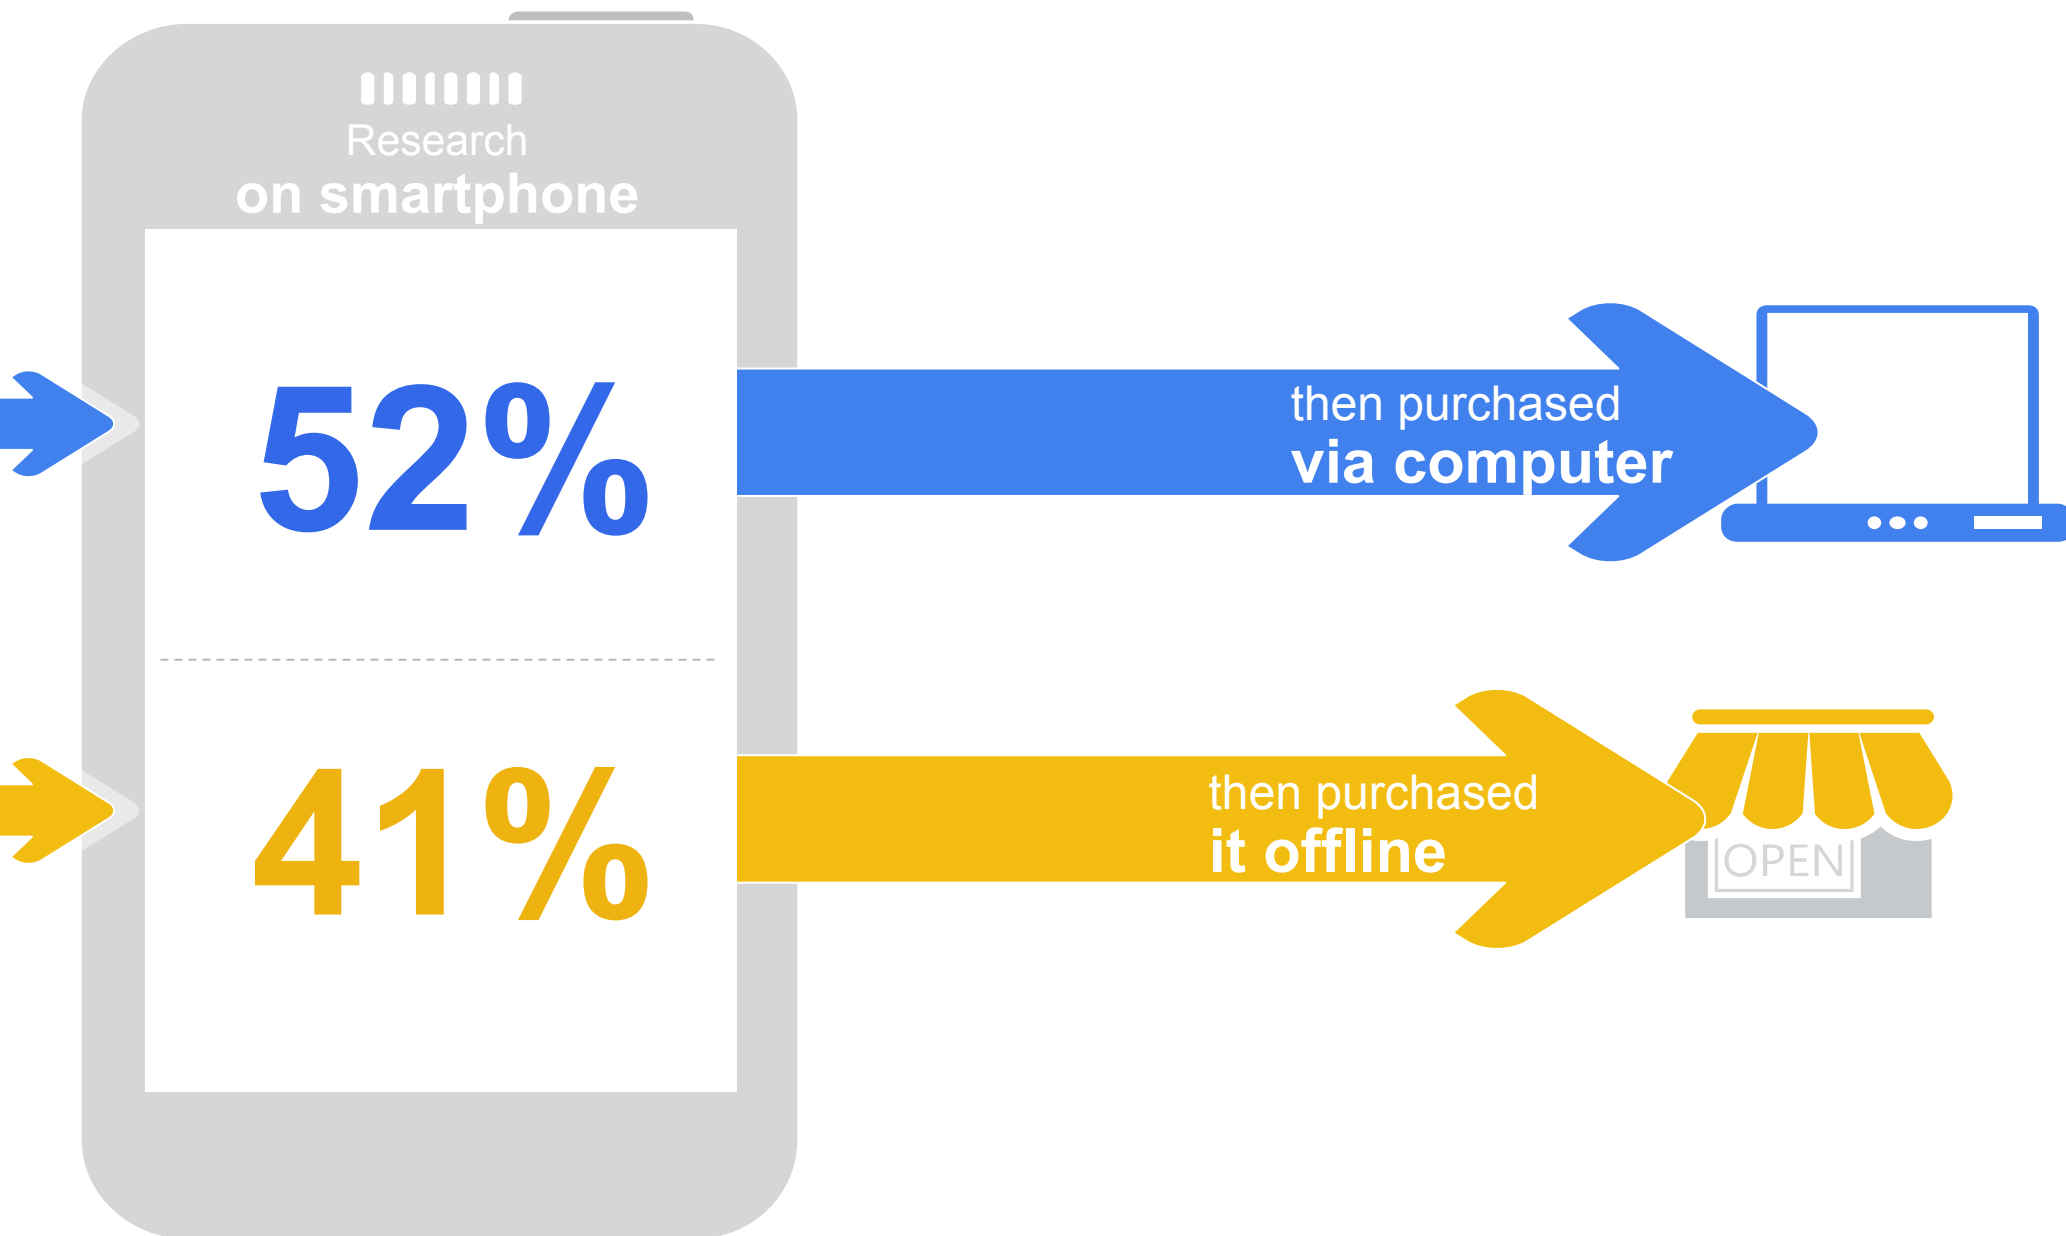 Research
on smartphone
52%
then purchased
via computer
41%
then purchased
it offline
OPEN